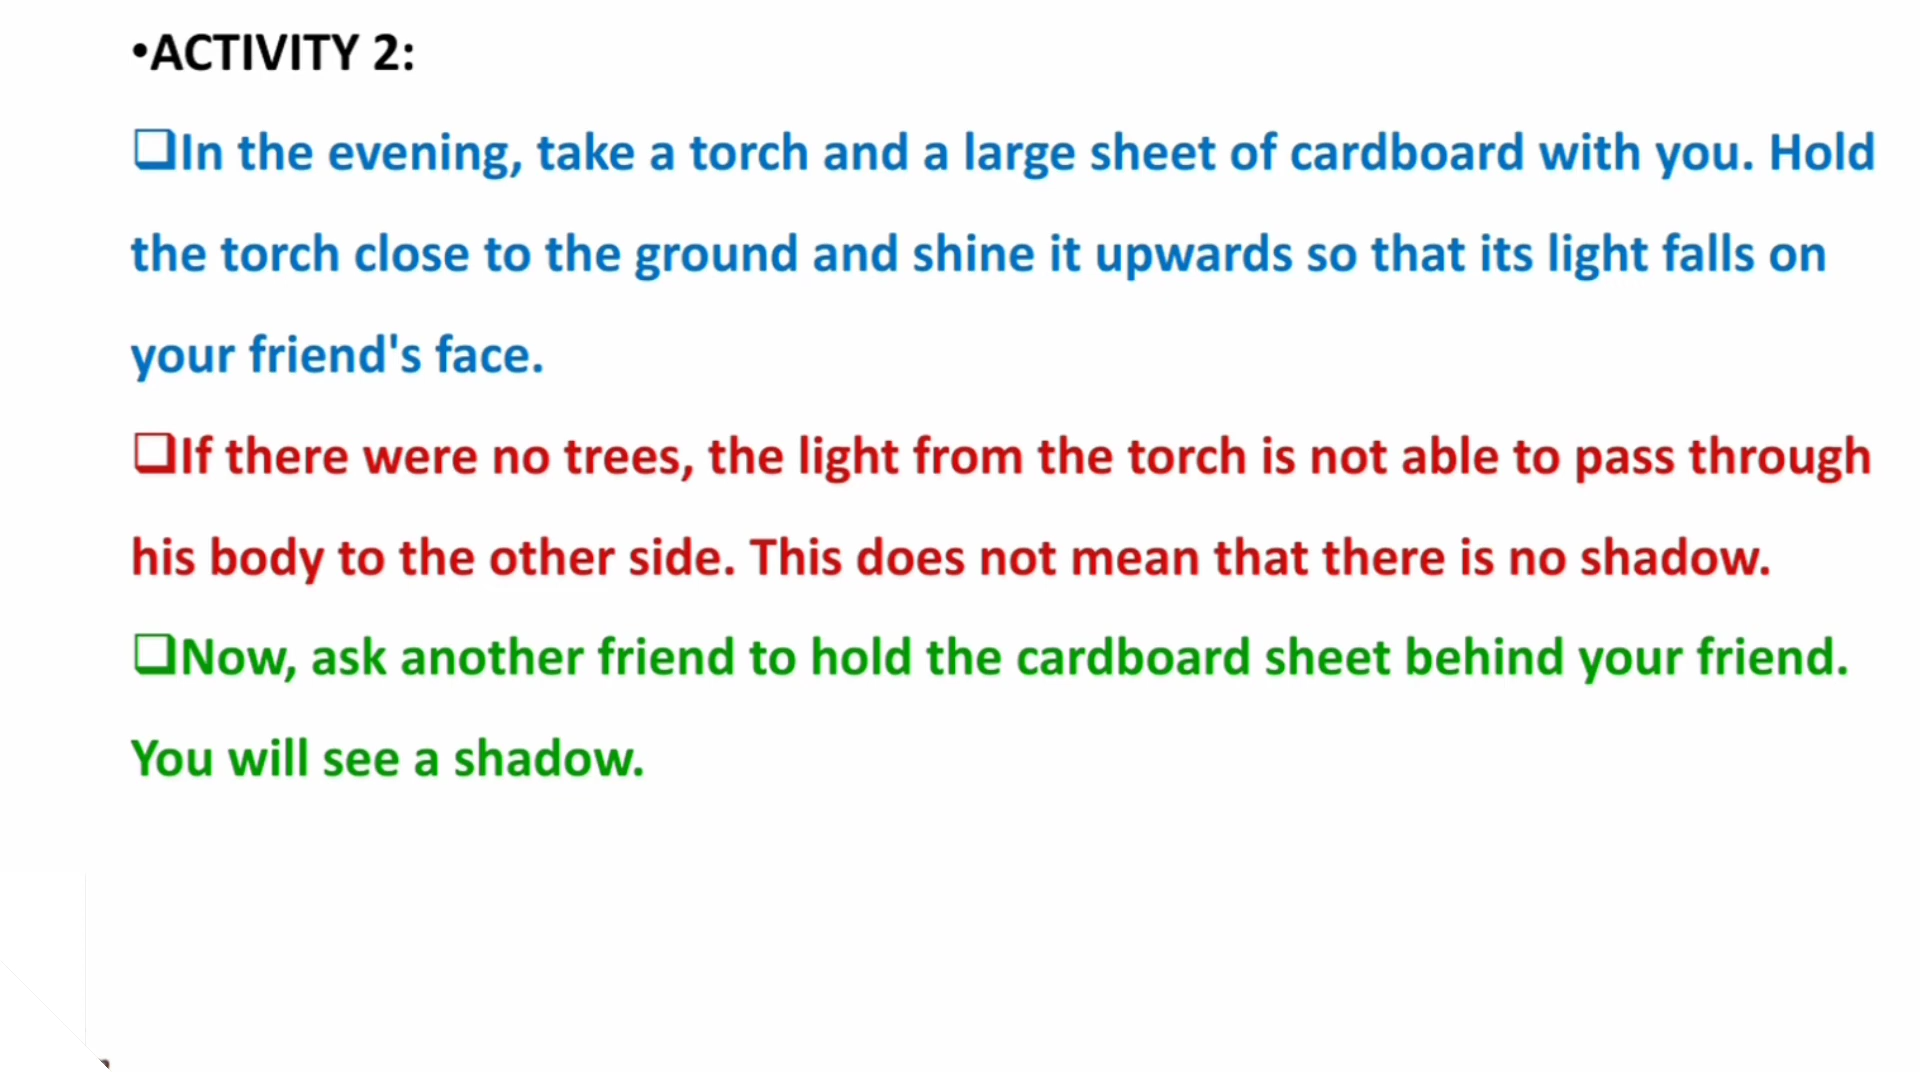 •ACTIVITY 2:
❑In the evening, take a torch and a large sheet of cardboard with you. Hold
the torch close to the ground and shine it upwards so that its light falls on
your friend's face.
❑If there were no trees, the light from the torch is not able to pass through
his body to the other side. This does not mean that there is no shadow.
❑Now, ask another friend to hold the cardboard sheet behind your friend.
You will see a shadow.